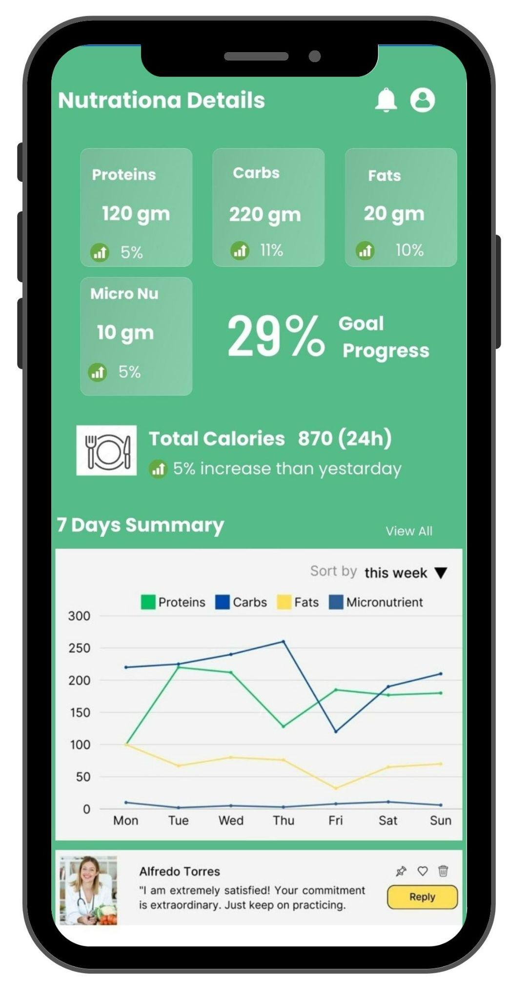 Nutrationa Details
Proteins
120 gm
5%
Carbs
220 gm
11%
Fats
20 gm
10%
Micro Nu
10 gm
5%
29%
Goal
Progress
Total Calories 870 (24h)
5% increase than yestarday
7 Days Summary
View All
Sort by this week
Proteins Carbs Fats Micronutrient
300
250
200
150
100
50
0
Mon Tue Wed Thu Fri Sat Sun
Alfredo Torres
"I am extremely satisfied! Your commitment
is extraordinary. Just keep on practicing.
Reply